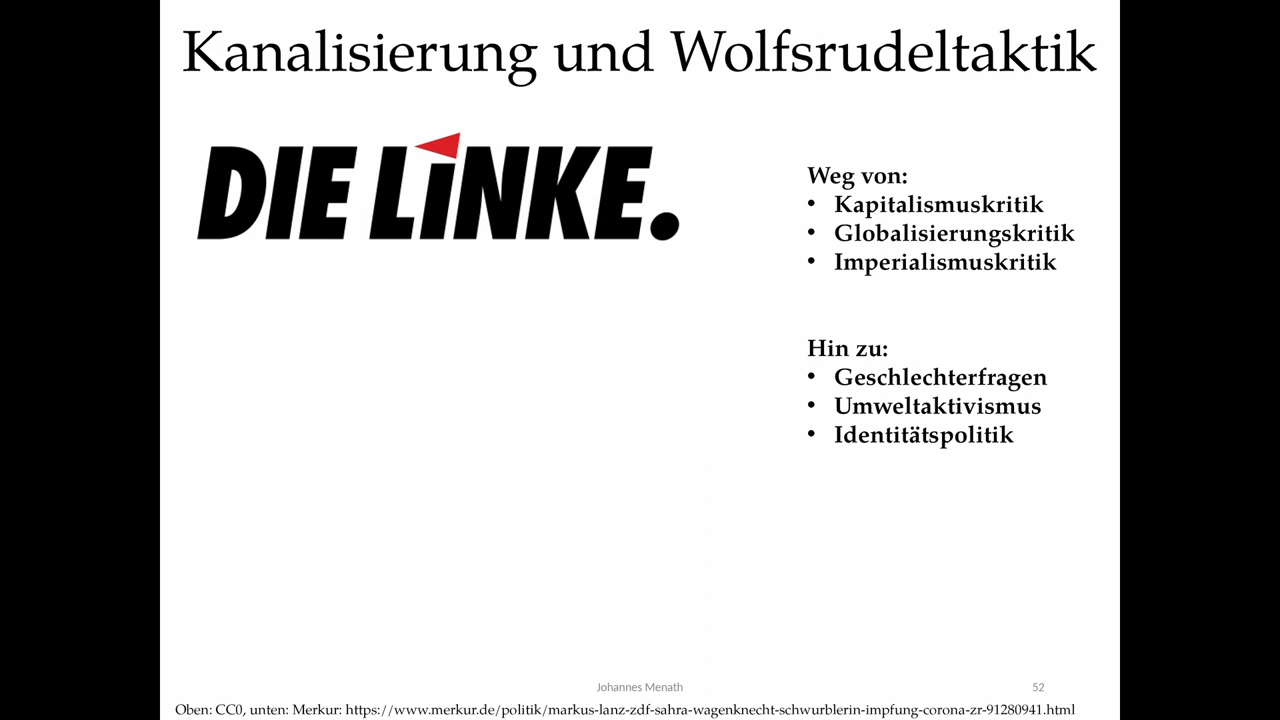 Kanalisierung und Wolfsrudeltaktik
DIE LiNKE.
Weg von:
• Kapitalismuskritik
• Globalisierungskritik
• Imperialismuskritik
Hin zu:
• Geschlechterfragen
• Umweltaktivismus
• Identitätspolitik
Johannes Menath
52
Oben: CC0, unten: Merkur: https://www.merkur.de/politik/markus-lanz-zdf-sahra-wagenknecht-schwurblerin-impfung-corona-zr-91280941.html